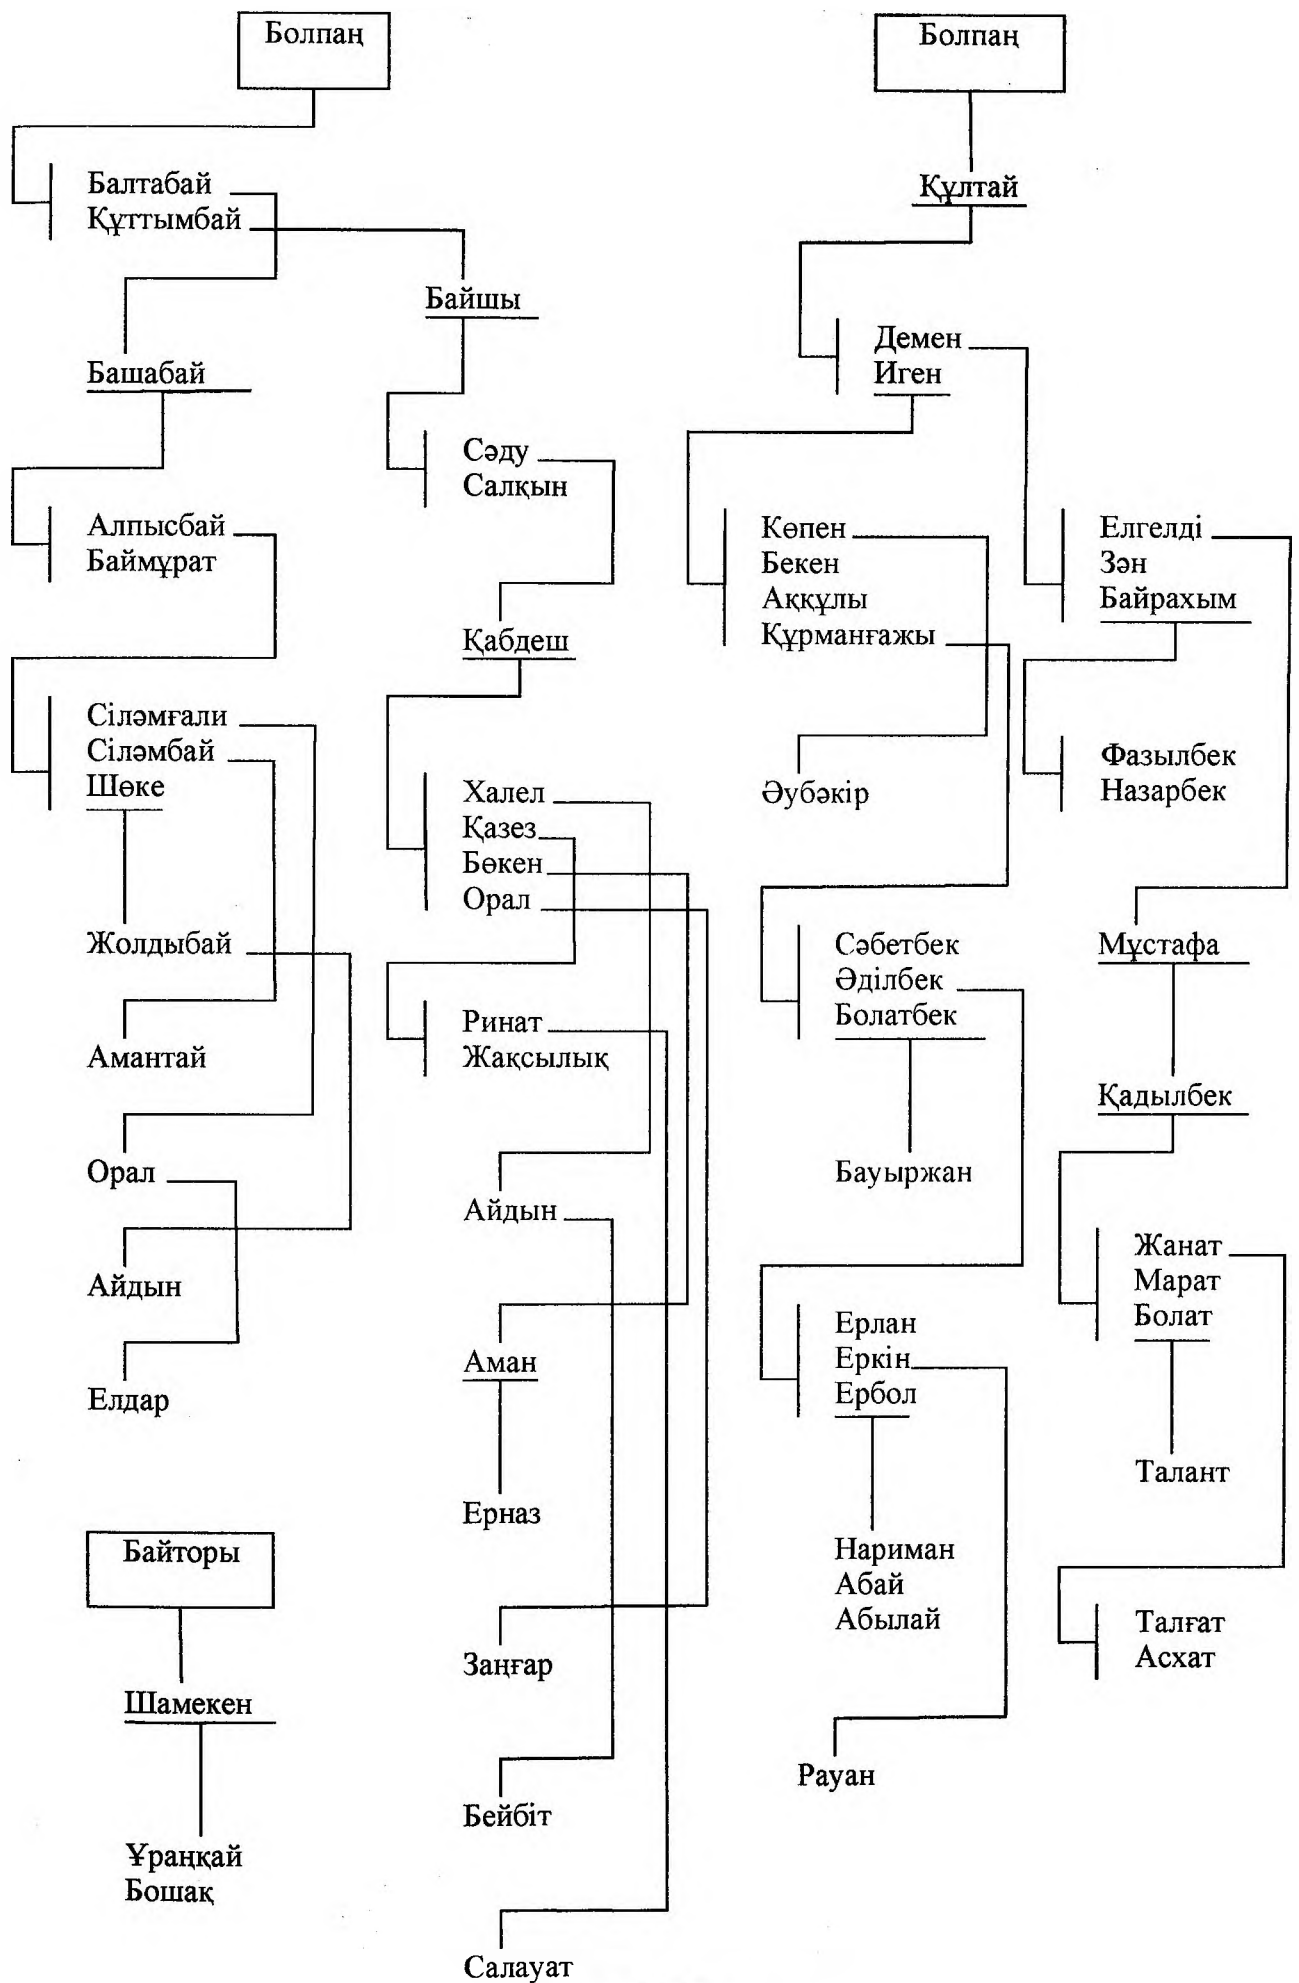 Болпаң
Балтабай
Құттымбай
Байшы
Башабай
Сәду
Салқын
Алпысбай
Баймұрат
Қабдеш
Сіләмғали
Сіләмбай
Шөке
Халел
Қазез
Бөкен
Орал
Жолдыбай
Ринат
Жақсылық
Амантай
Орал
Айдын
Айдын
Аман
Елдар
Ерназ
Байторы
Шамекен
Заңғар
Бейбіт
Ұраңқай
Бошақ
Салауат
Болпаң
Құлтай
Демен
Иген
Көпен
Бекен
Аққұлы
Құрманғажы
Елгелді
Зән
Байрахым
Әубәкір
Фазылбек
Назарбек
Сәбетбек
Әділбек
Болатбек
Мұстафа
Қадылбек
Бауыржан
Жанат
Марат
Болат
Ерлан
Еркін
Ербол
Талант
Нариман
Абай
Абылай
Талғат
Асхат
Рауан